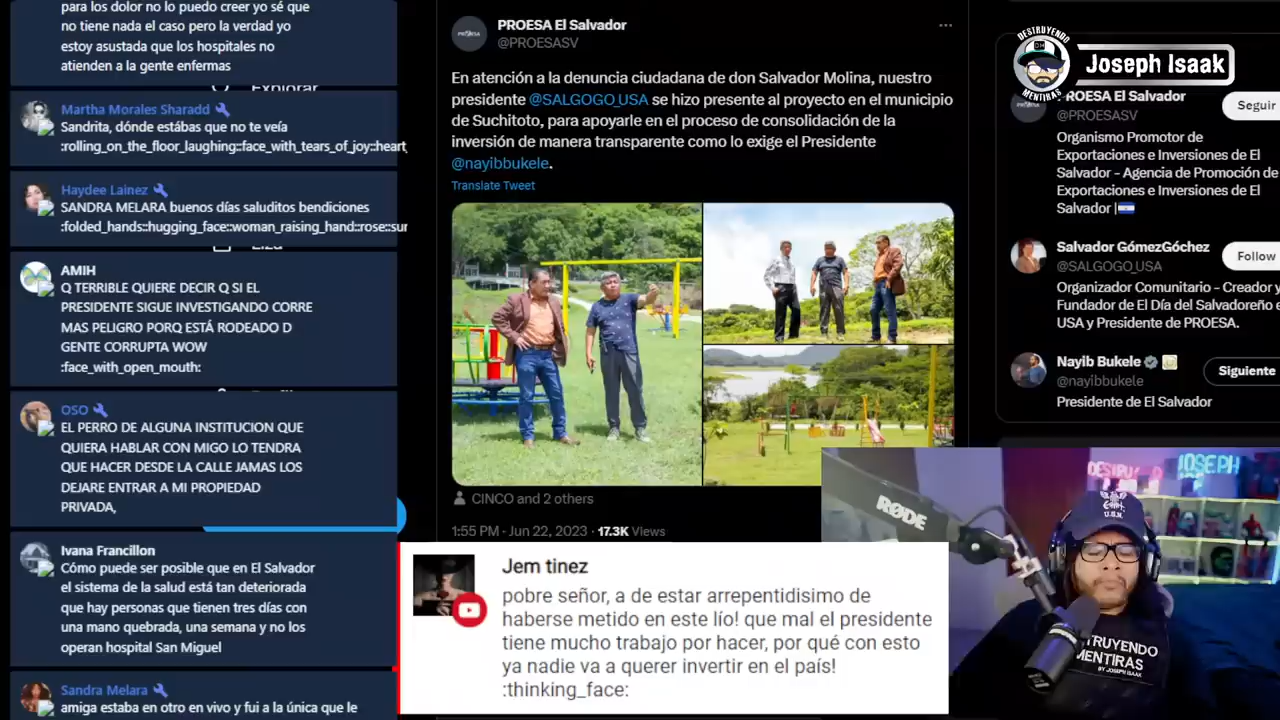 para los dolor no lo puedo creer yo sé que
no tiene nada el caso pero la verdad yo
estoy asustada que los hospitales no
atienden a la gente enfermas
Explorar
Martha Morales Sharadd
Sandrita, dónde estábas que no te veía
:rolling_on_the_floor_laughing::face_with_tears_of_joy::heart_
Haydee Lainez
SANDRA MELARA buenos días saluditos bendiciones
:folded_hands::hugging_face::woman_raising_hand::rose::sur
AMIH
Q TERRIBLE QUIERE DECIR Q SI EL
PRESIDENTE SIGUE INVESTIGANDO CORRE
MAS PELIGRO PORQ ESTÁ RODEADO D
GENTE CORRUPTA WOW
:face_with_open_mouth:
OSO
EL PERRO DE ALGUNA INSTITUCION QUE
QUIERA HABLAR CON MIGO LO TENDRA
QUE HACER DESDE LA CALLE JAMAS LOS
DEJARE ENTRAR A MI PROPIEDAD
PRIVADA,
Ivana Francillon
Cómo puede ser posible que en El Salvador
el sistema de la salud está tan deteriorada
que hay personas que tienen tres días con
una mano quebrada, una semana y no los
operan hospital San Miguel
Sandra Melara
amiga estaba en otro en vivo y fui a la única que le
PROESA El Salvador
@PROESASV
En atención a la denuncia ciudadana de don Salvador Molina, nuestro
presidente @SALGOGO_USA se hizo presente al proyecto en el municipio
de Suchitoto, para apoyarle en el proceso de consolidación de la
inversión de manera transparente como lo exige el Presidente
@nayibbukele.
Translate Tweet
CINCO and 2 others
1:55 PM · Jun 22, 2023 · 17.3K Views
Jem tinez
pobre señor, a de estar arrepentidisimo de
haberse metido en este lío! que mal el presidente
tiene mucho trabajo por hacer, por qué con esto
ya nadie va a querer invertir en el país!
:thinking_face:
DESTRUYENDO
MENTIRAS
Joseph Isaak
PROESA El Salvador
@PROESASV
Seguir
Organismo Promotor de
Exportaciones e Inversiones de El
Salvador - Agencia de Promoción de
Exportaciones e Inversiones de El
Salvador |
Salvador GómezGóchez
@SALGOGO_USA
Follow
Organizador Comunitario - Creador y
Fundador de El Día del Salvadoreño e
USA y Presidente de PROESA.
Nayib Bukele
@nayibbukele
Siguiente
Presidente de El Salvador
RØDE
JOSEPH
TRUYENDO
MENTIRAS
BY JOSEPH ISAAK